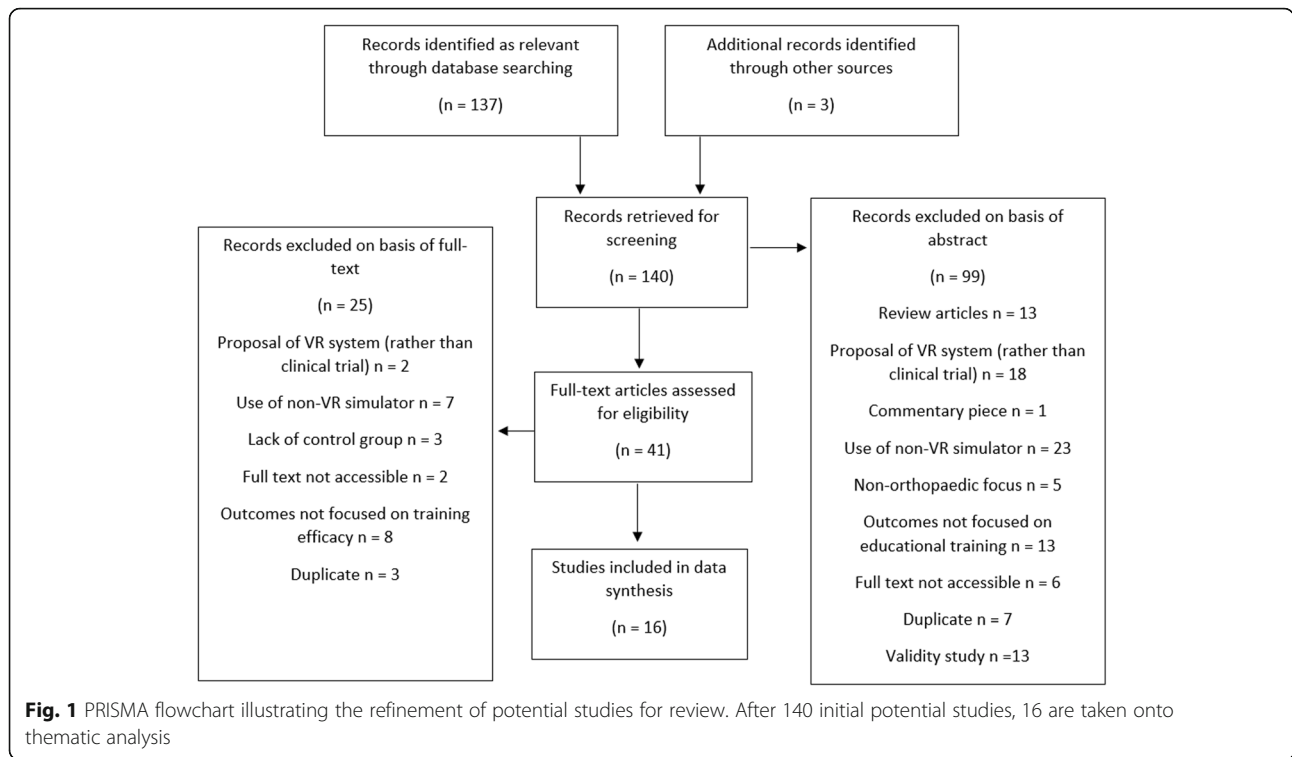 Records identified as relevant
through database searching
(n = 137)
Additional records identified
through other sources
(n = 3)
Records retrieved for
screening
(n = 140)
Records excluded on basis of
abstract
(n = 99)
Review articles n = 13
Proposal of VR system (rather
than clinical trial) n = 18
Commentary piece n = 1
Use of non-VR simulator n = 23
Non-orthopaedic focus n = 5
Outcomes not focused on
educational training n = 13
Full text not accessible n = 6
Duplicate n = 7
Validity study n =13
Records excluded on basis of full-
text
(n = 25)
Proposal of VR system (rather than
clinical trial) n = 2
Use of non-VR simulator n = 7
Lack of control group n = 3
Full text not accessible n = 2
Outcomes not focused on training
efficacy n = 8
Duplicate n = 3
Full-text articles assessed
for eligibility
(n = 41)
Studies included in data
synthesis
(n = 16)
Fig. 1 PRISMA flowchart illustrating the refinement of potential studies for review. After 140 initial potential studies, 16 are taken onto
thematic analysis